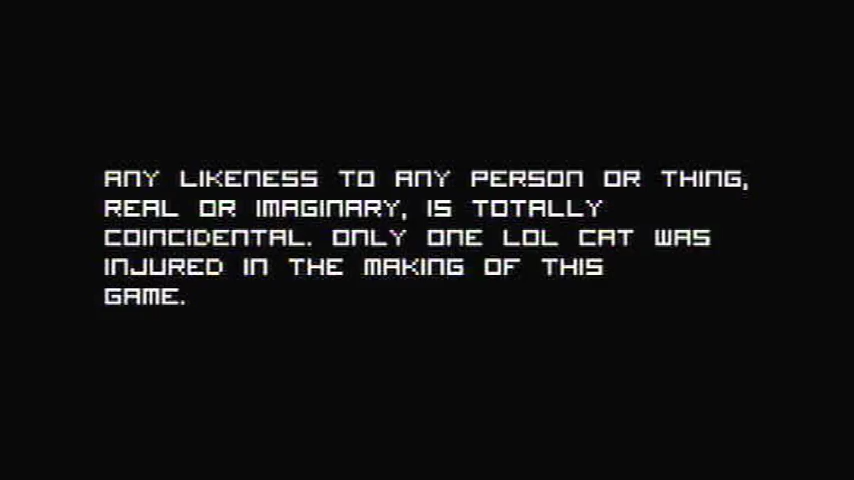 ANY LIKENESS TO ANY PERSON OR THING,
REAL OR IMAGINARY, IS TOTALLY
COINCIDENTAL. ONLY ONE LOL CAT WAS
INJURED IN THE MAKING OF THIS
GAME.